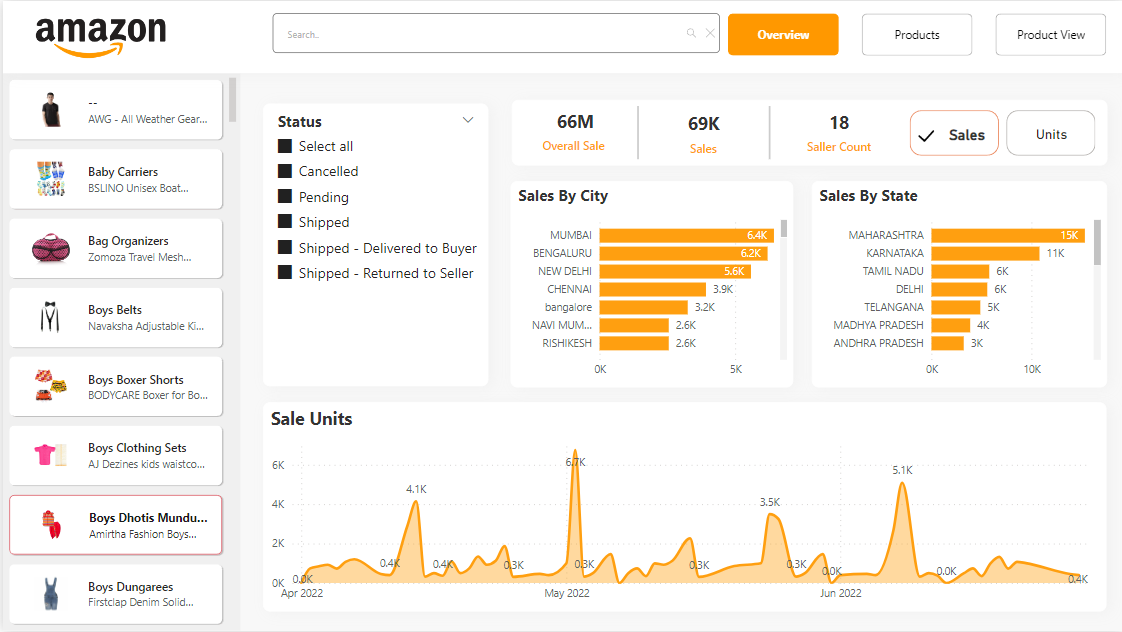 amazon
Search..
Overview
Products
Product View
--
AWG - All Weather Gear...
Baby Carriers
BSLINO Unisex Boat...
Bag Organizers
Zomoza Travel Mesh...
Boys Belts
Navaksha Adjustable Ki...
Boys Boxer Shorts
BODYCARE Boxer for Bo...
Boys Clothing Sets
AJ Dezines kids waistco...
Boys Dhotis Mundu...
Amirtha Fashion Boys...
Boys Dungarees
Firstclap Denim Solid...
Status
Select all
Cancelled
Pending
Shipped
Shipped - Delivered to Buyer
Shipped - Returned to Seller
66M
Overall Sale
69K
Sales
18
Saller Count
Sales
Units
Sales By City
MUMBAI 6.4K
BENGALURU 6.2K
NEW DELHI 5.6K
CHENNAI 3.9K
bangalore 3.2K
NAVI MUM... 2.6K
RISHIKESH 2.6K
0K 5K
Sales By State
MAHARASHTRA 15K
KARNATAKA 11K
TAMIL NADU 6K
DELHI 6K
TELANGANA 5K
MADHYA PRADESH 4K
ANDHRA PRADESH 3K
0K 10K
Sale Units
6K
4K
2K
0K
0.0K
0.4K
4.1K
0.4K
0.3K
6.7K
0.3K
0.3K
3.5K
0.3K
0.0K
5.1K
0.0K
0.4K
Apr 2022 May 2022 Jun 2022